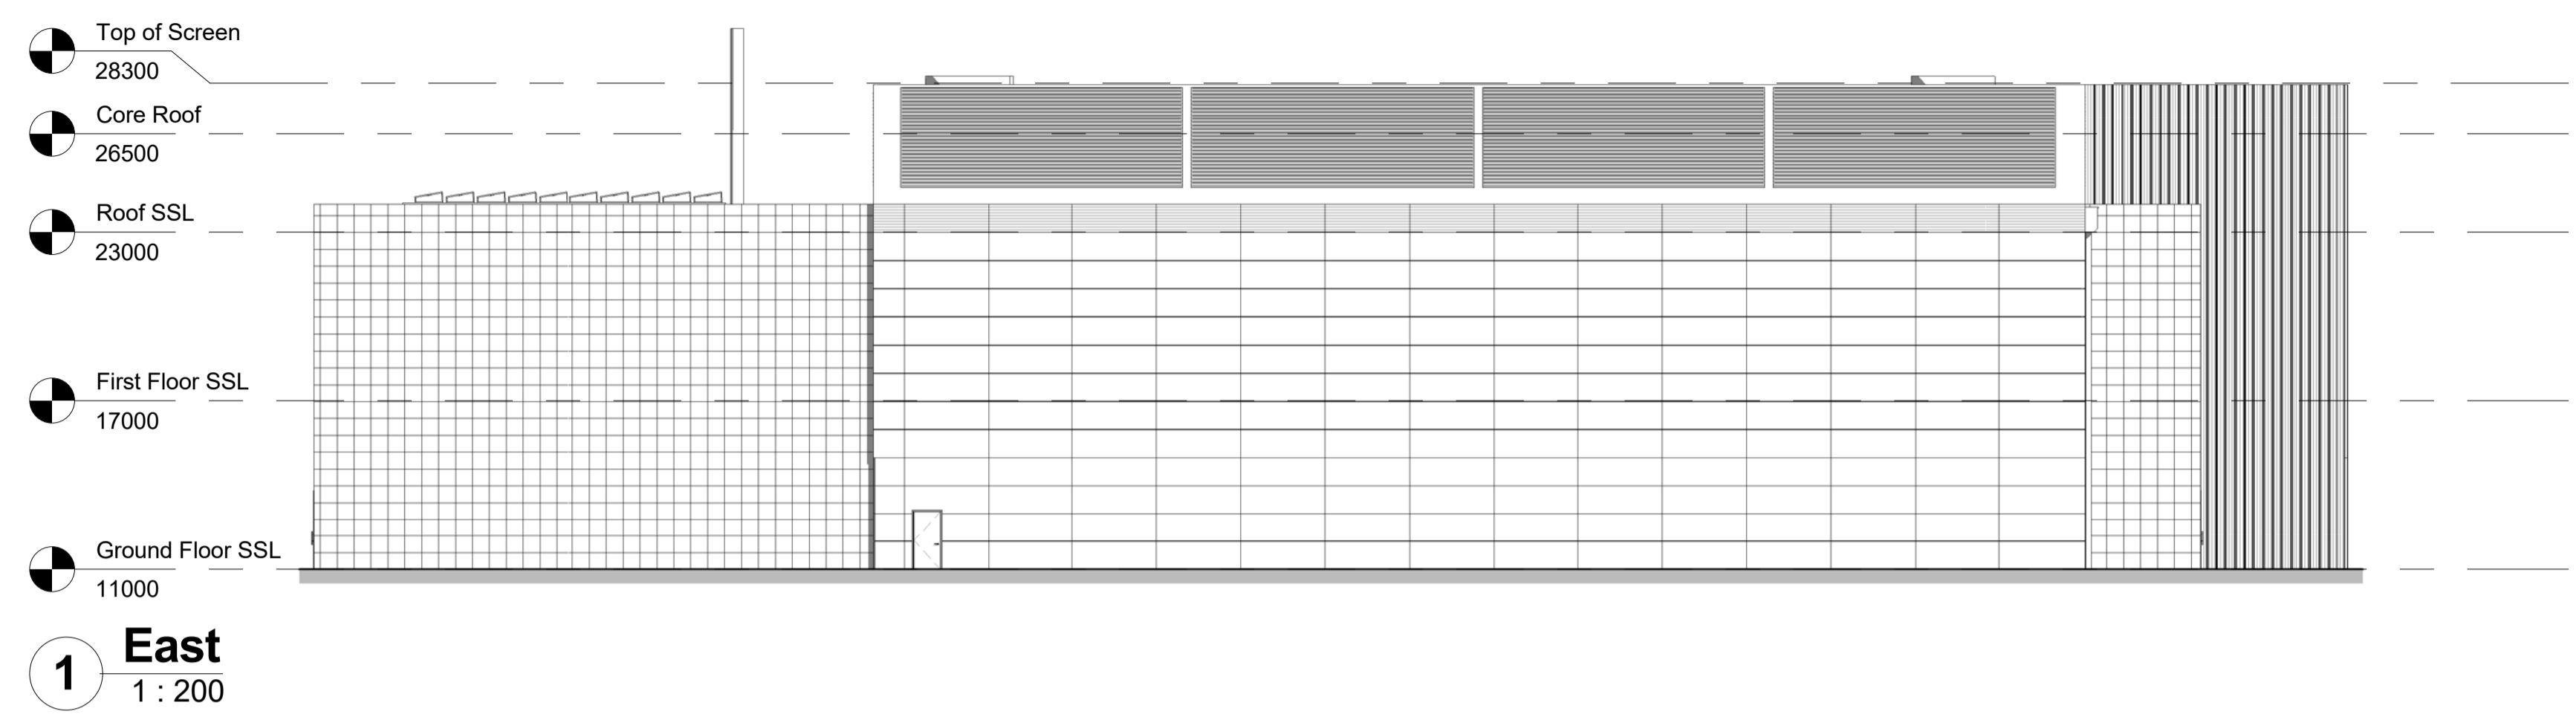 Top of Screen
28300
Core Roof
26500
Roof SSL
23000
First Floor SSL
17000
Ground Floor SSL
11000
1
East
1 : 200